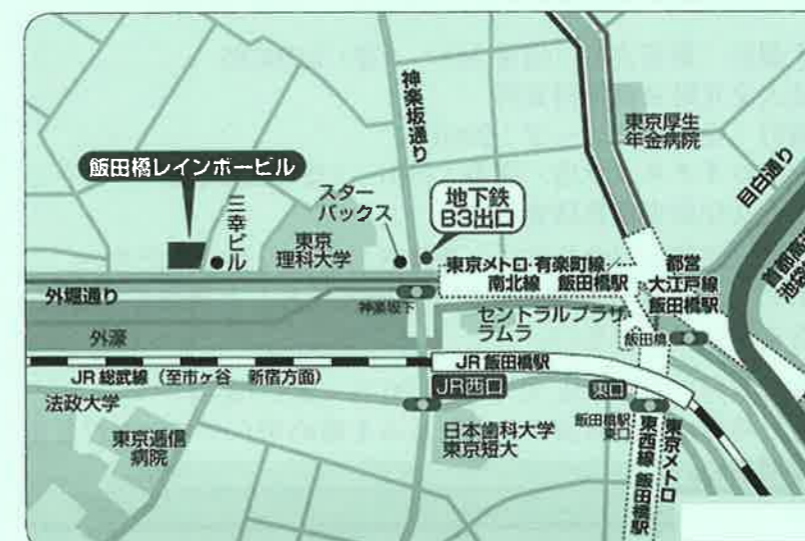 神楽坂通り
東京厚生
年金病院
目白通り
飯田橋レインボービル
三幸ビル
スター
バックス
地下鉄
B3出口
東京
理科大学
東京メトロ・有楽町線・
南北線 飯田橋駅
都営
大江戸線
飯田橋駅
首都高
池袋
外堀通り
神楽坂下
セントラルプラザ
ラムラ
飯田橋
外濠
JR 飯田橋駅
JR 総武線(至市ヶ谷 新宿方面)
JR西口
東口
法政大学
飯田橋駅
東口
東京逓信
病院
日本歯科大学
東京短大
東京メトロ
東西線 飯田橋駅